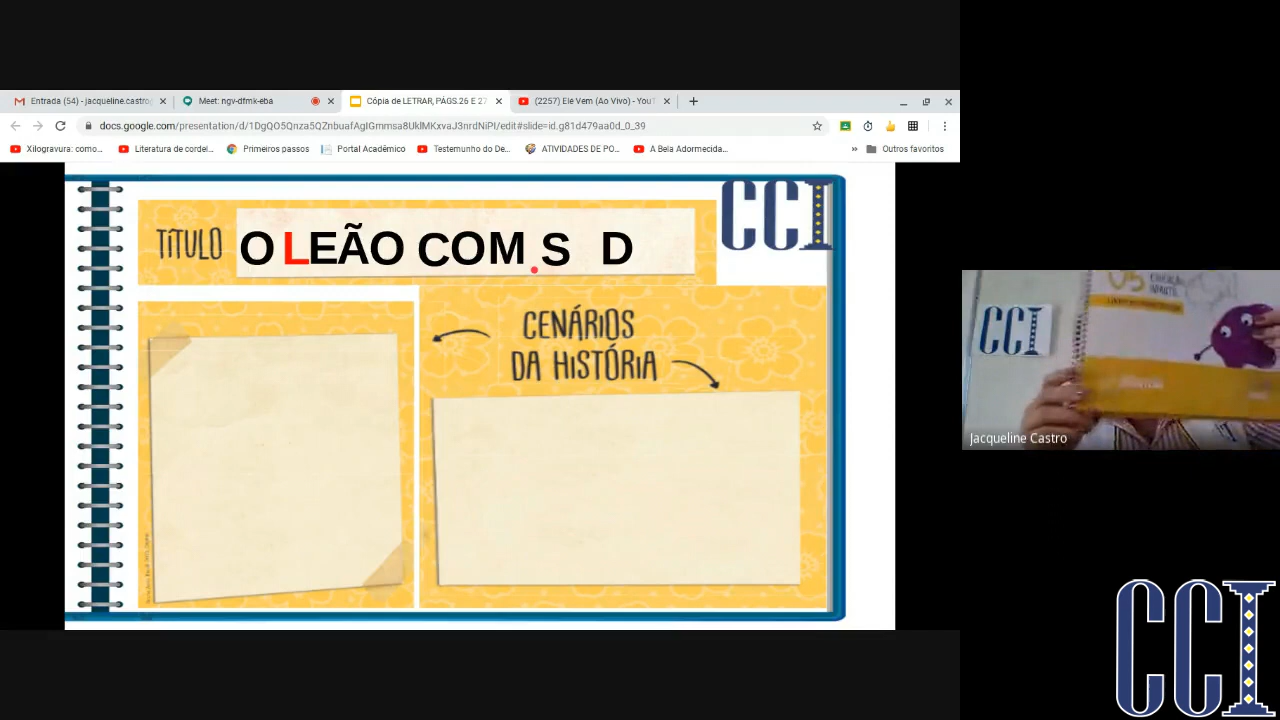 Entrada (54) - jacqueline.castro
Meet: ngv-dfmk-eba
Cópia de LETRAR, PÁGS.26 E 27
(2257) Ele Vem (Ao Vivo) - YouT
docs.google.com/presentation/d/1DgQO5Qnza5QZnbuafAgIGmmsa8UklMKxvaJ3nrdNiPI/edit#slide=id.g81d479aa0d_0_39
Xilogravura: como...
Literatura de cordel...
Primeiros passos
Portal Acadêmico
Testemunho do De...
ATIVIDADES DE PO...
A Bela Adormecida...
»
Outros favoritos
CCI
TÍTULO O LEÃO COM S D
CENÁRIOS
DA HISTÓRIA
CCI
Jacqueline Castro
CCI